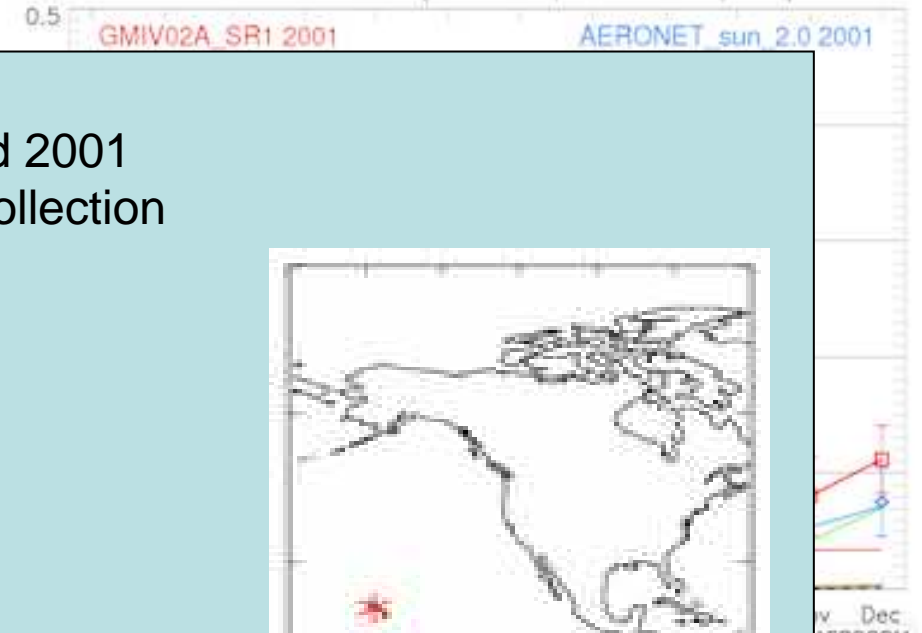 0.5
GMIV02A_SR1 2001 AERONET_sun_2.0 2001
d 2001
ollection
v Dec